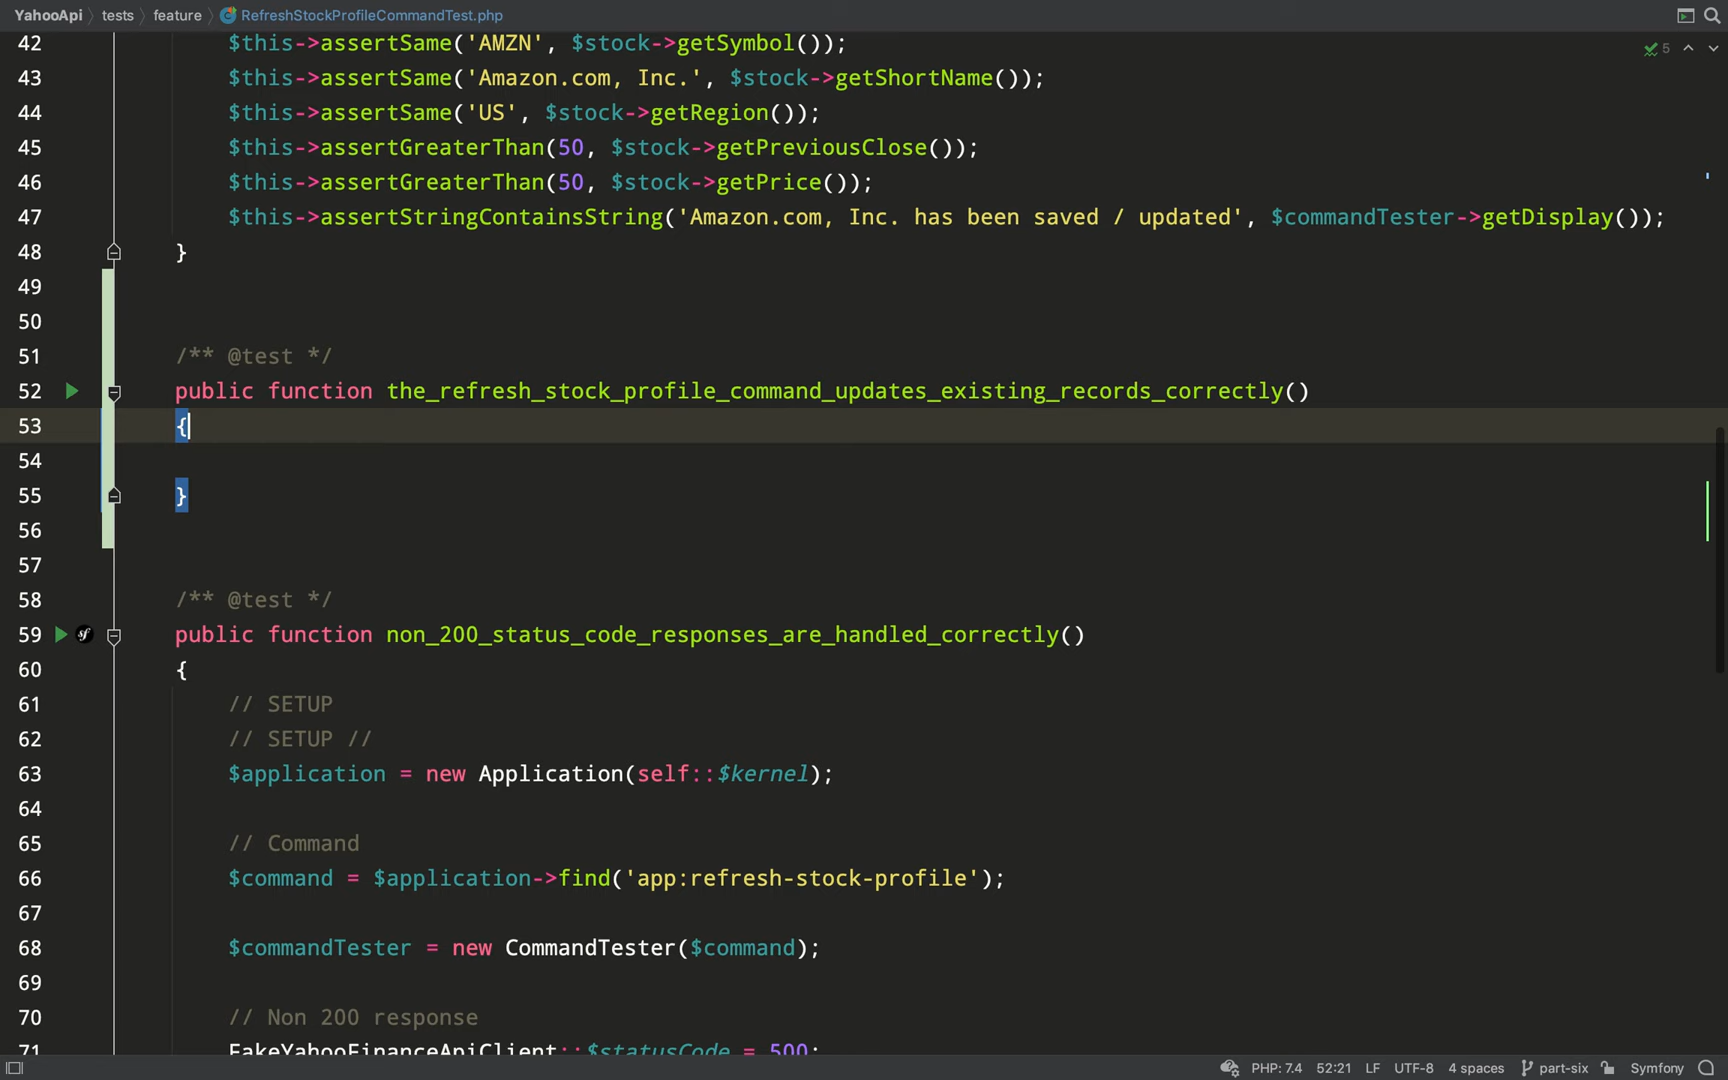 YahooApi tests feature RefreshStockProfileCommandTest.php
42 $this->assertSame('AMZN', $stock->getSymbol());
5
43 $this->assertSame('Amazon.com, Inc.', $stock->getShortName());
44 $this->assertSame('US', $stock->getRegion());
45 $this->assertGreaterThan(50, $stock->getPreviousClose());
46 $this->assertGreaterThan(50, $stock->getPrice());
47 $this->assertStringContainsString('Amazon.com, Inc. has been saved / updated', $commandTester->getDisplay());
48 }
49
50
51 /** @test */
52 public function the_refresh_stock_profile_command_updates_existing_records_correctly()
53 {
54
55 }
56
57
58 /** @test */
59 sf public function non_200_status_code_responses_are_handled_correctly()
60 {
61 // SETUP
62 // SETUP //
63 $application = new Application(self::$kernel);
64
65 // Command
66 $command = $application->find('app:refresh-stock-profile');
67
68 $commandTester = new CommandTester($command);
69
70 // Non 200 response
71 FakeYahooFinanceApiClient::$statusCode = 500;
PHP: 7.4 52:21 LF UTF-8 4 spaces part-six Symfony